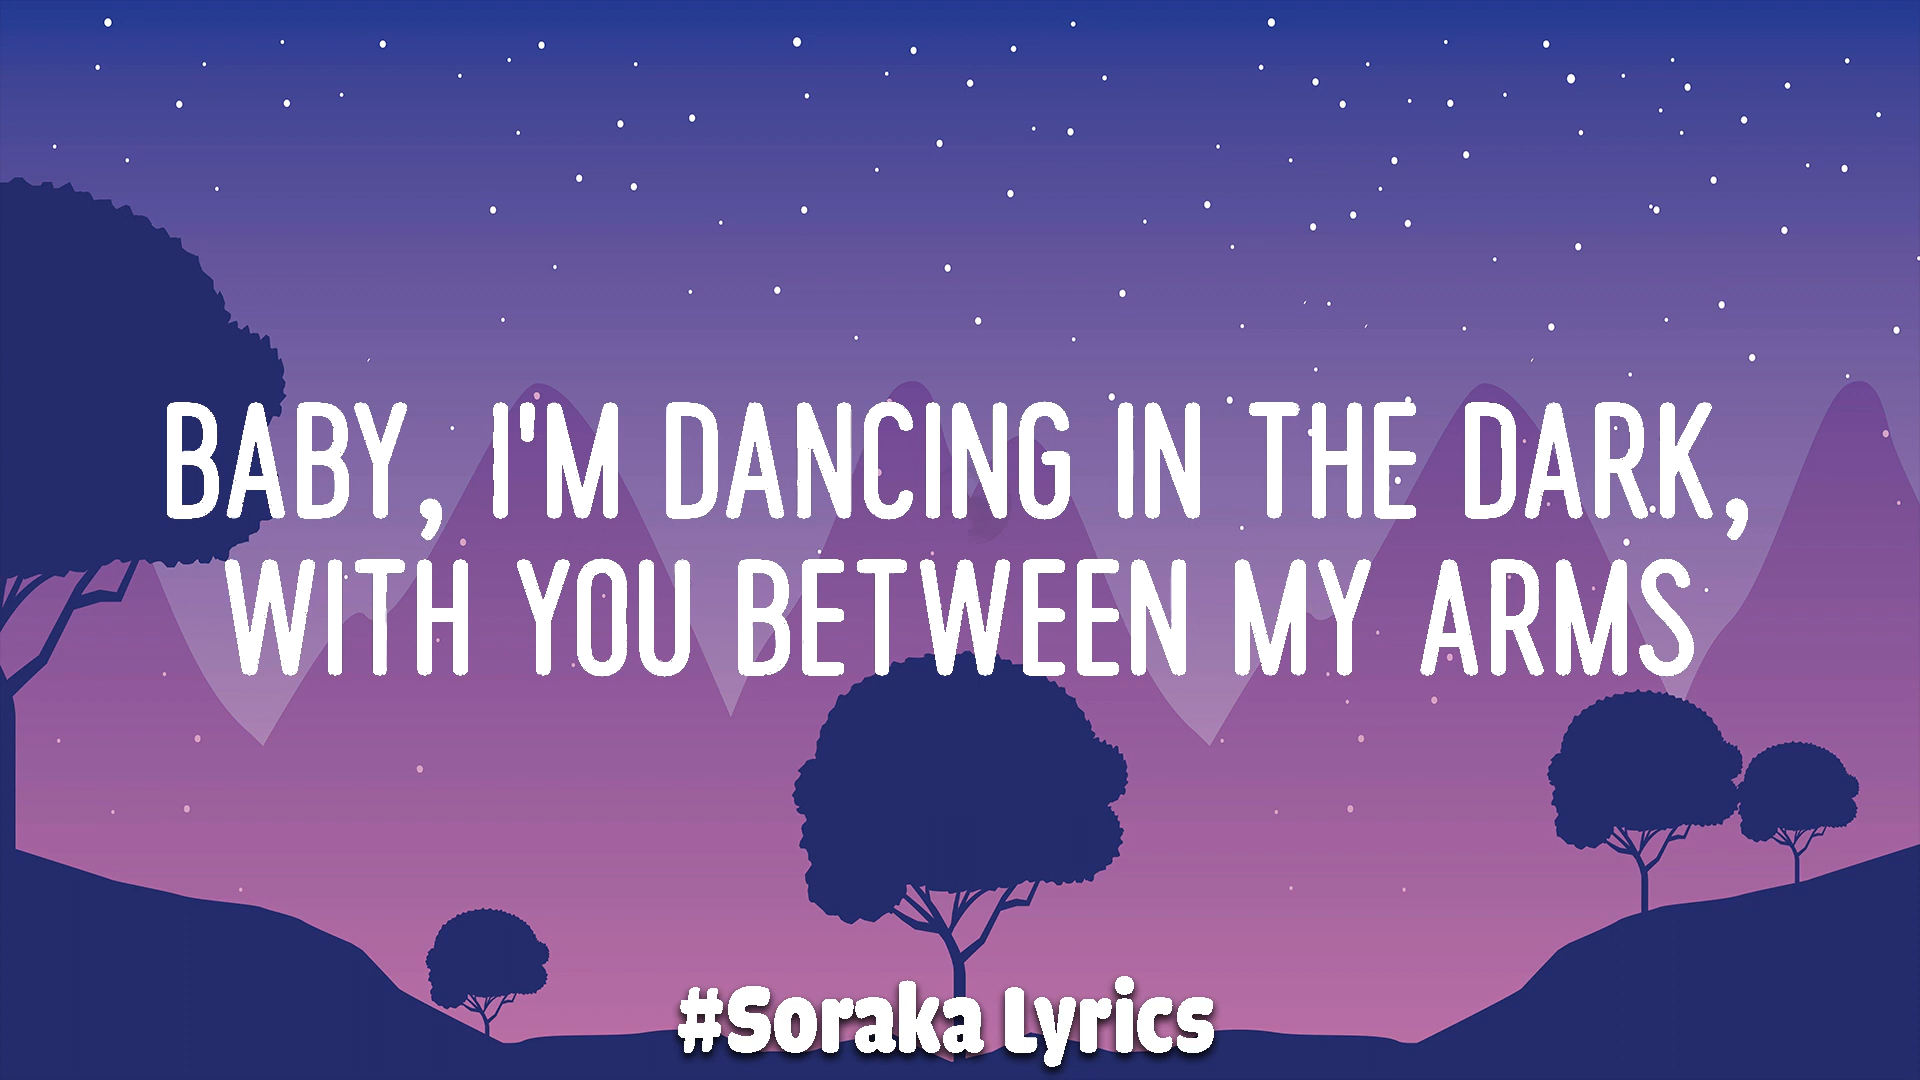 BABY, I'M DANCING IN THE DARK,
WITH YOU BETWEEN MY ARMS
#Soraka Lyrics